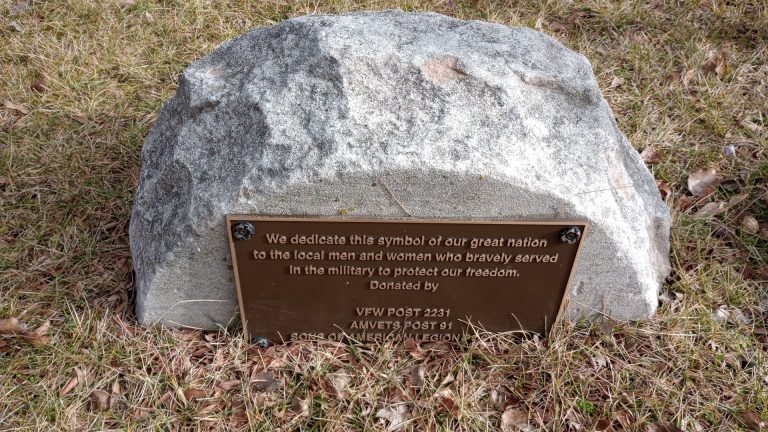 We dedicate this symbol of our great nation
to the local men and women who bravely served
in the military to protect our freedom.
Donated by
VFW POST 2231
AMVETS POST 91
SONS OF AMERICAN LEGION